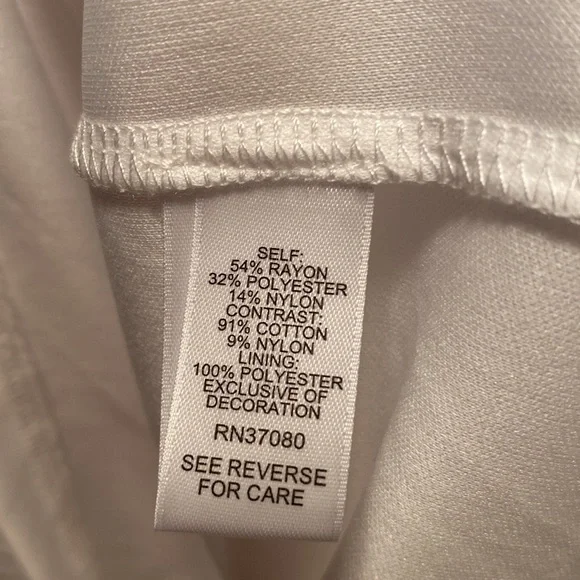 SELF:
54% RAYON
32% POLYESTER
14% NYLON
CONTRAST:
91% COTTON
9% NYLON
LINING:
100% POLYESTER
EXCLUSIVE OF
DECORATION
RN37080
SEE REVERSE
FOR CARE